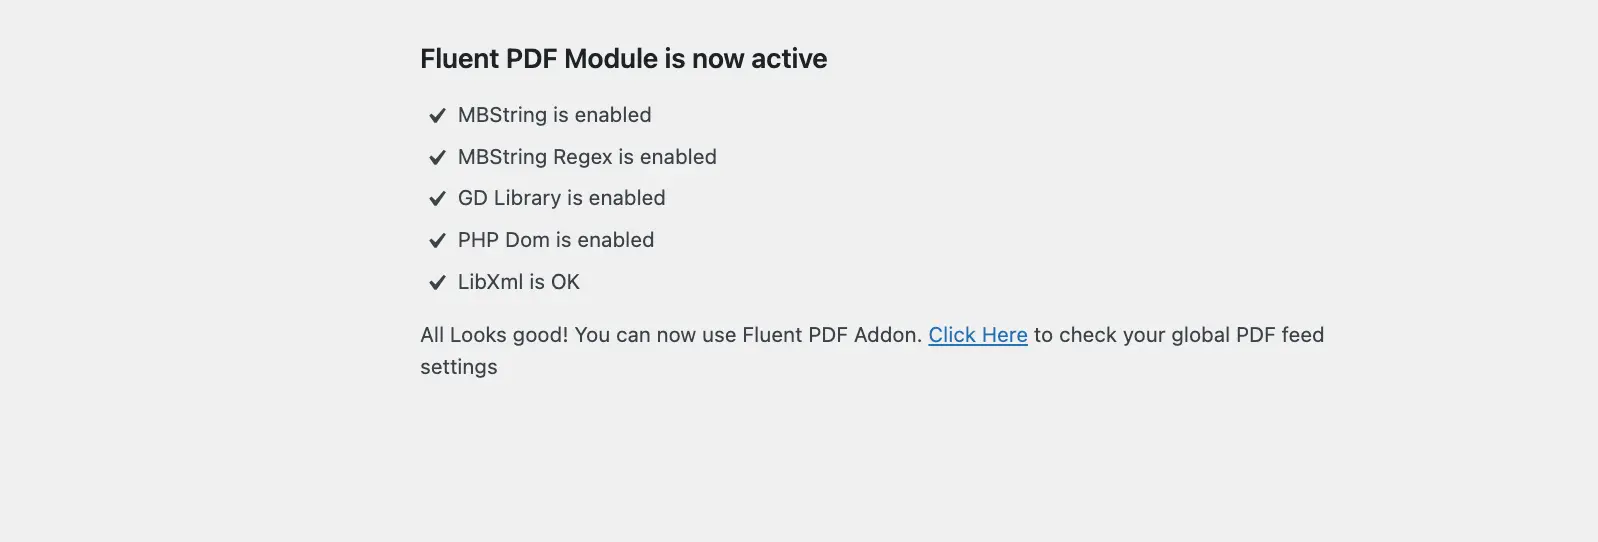 Fluent PDF Module is now active
MBString is enabled
MBString Regex is enabled
GD Library is enabled
PHP Dom is enabled
LibXml is OK
All Looks good! You can now use Fluent PDF Addon. Click Here to check your global PDF feed
settings